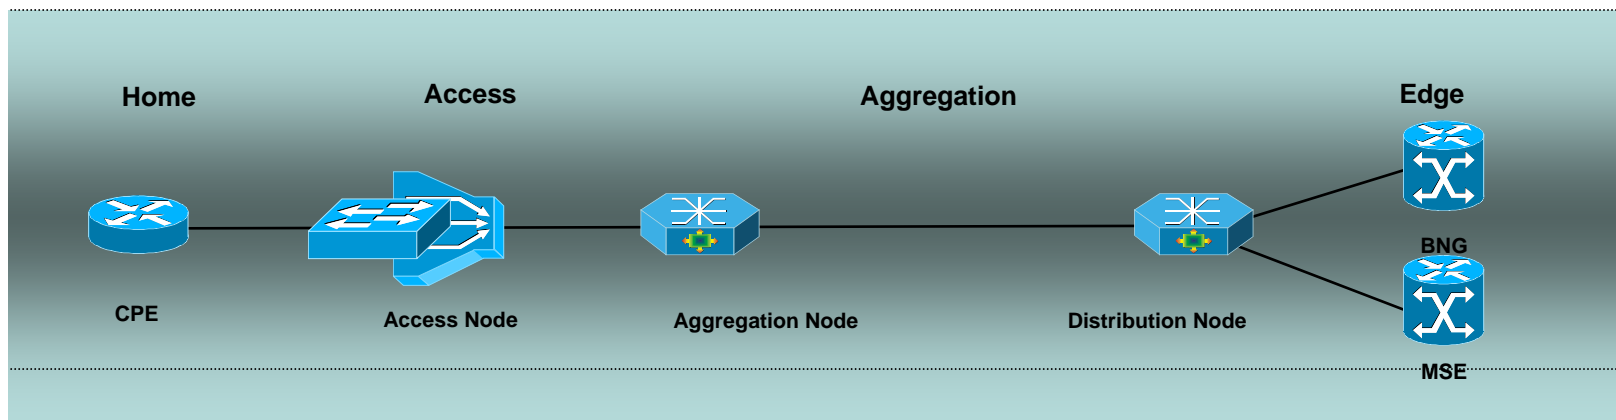 Home
Access
Aggregation
Edge
BNG
CPE
Access Node
Aggregation Node
Distribution Node
MSE